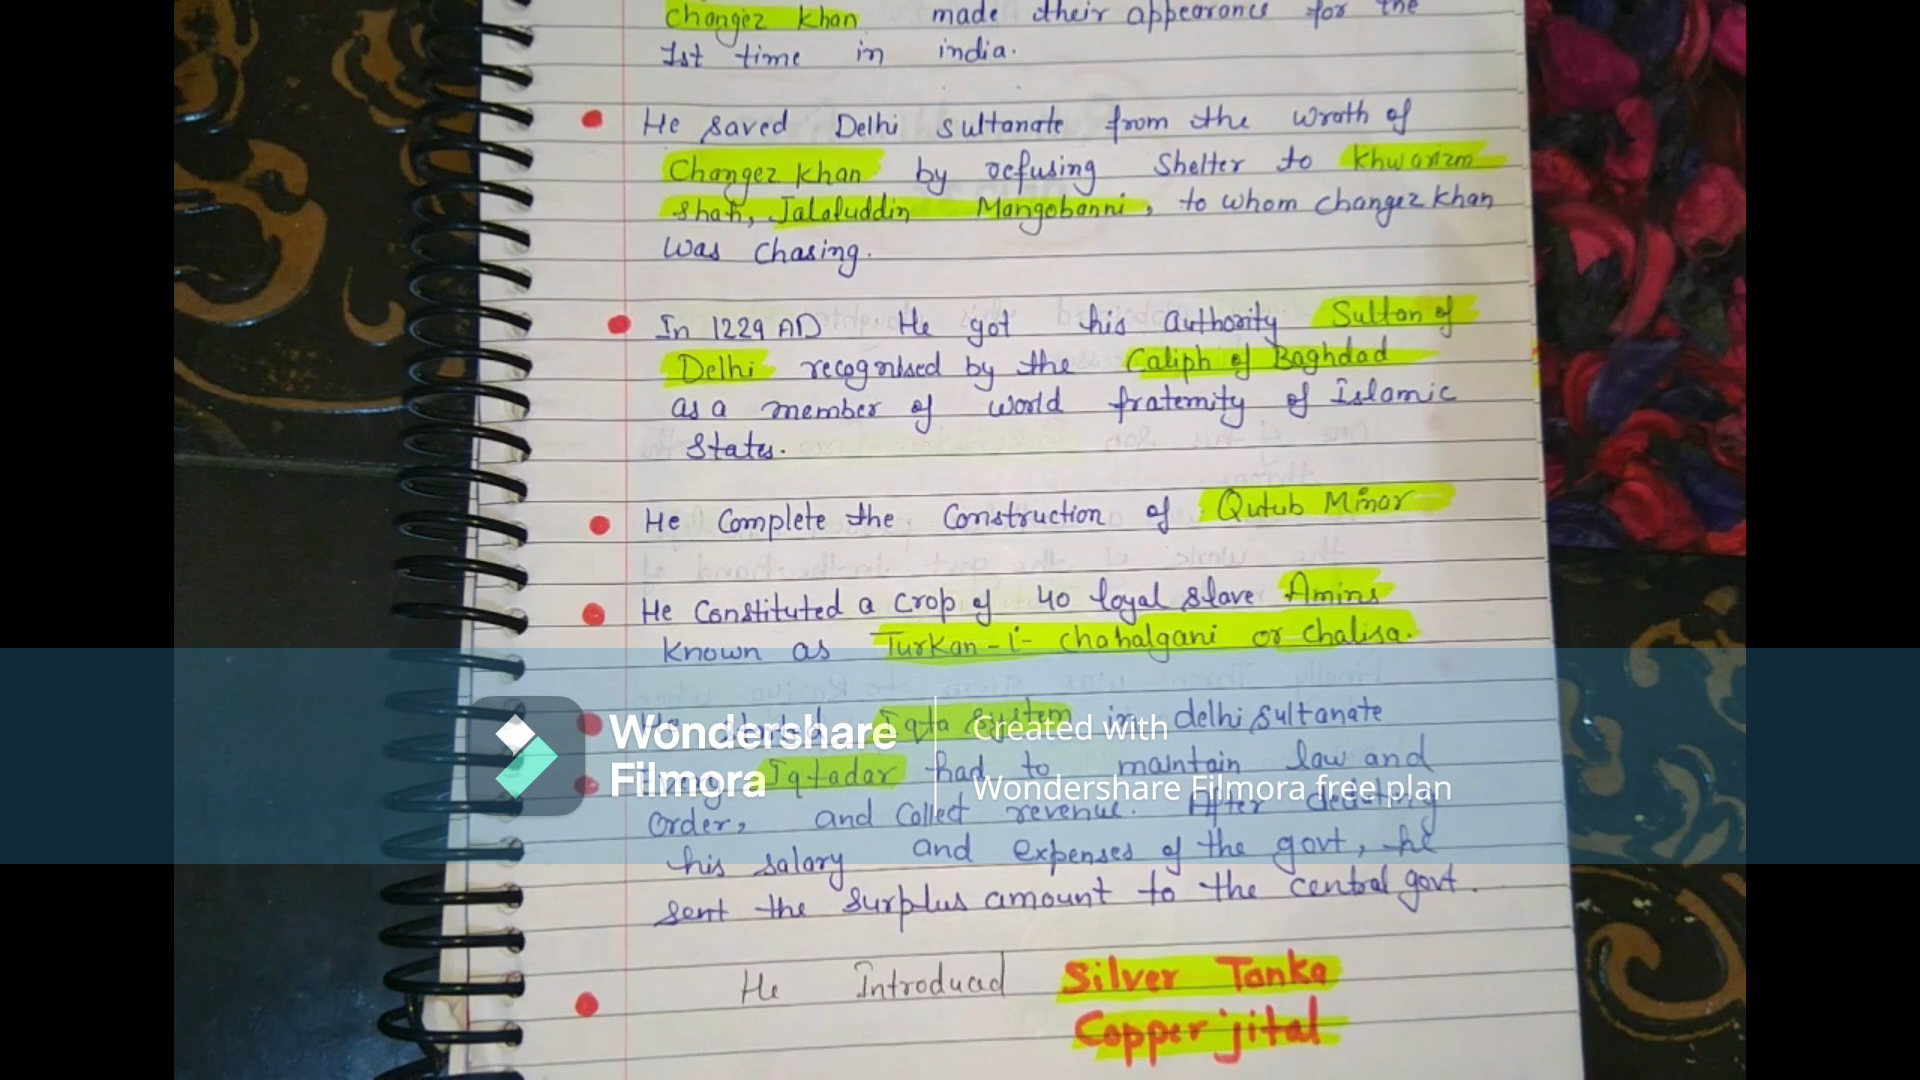 Changez Khan made their appearance for the
1st time in india.
He saved Delhi sultanate from the wrath of
Changez khan by refusing Shelter to Khwarizm
shah, Jalaluddin Mangobarni, to whom changez khan
was chasing.
In 1229 AD He got his authority Sultan of
Delhi recognised by the Caliph of Baghdad
as a member of world fraternity of Islamic
States.
He Complete the Construction of Qutub Minar
He Constituted a Crop of 40 loyal slave Amirs
known as Turkan-i-chahalgani or Chalisa.
He started Iqta system in delhi sultanate
Every Iqtadar had to maintain law and
order, and Collect revenue. After deducting
his salary and expenses of the govt, he
sent the surplus amount to the central govt.
He Introduced Silver Tanka
Copper jital
Wondershare
Filmora
Created with
Wondershare Filmora free plan